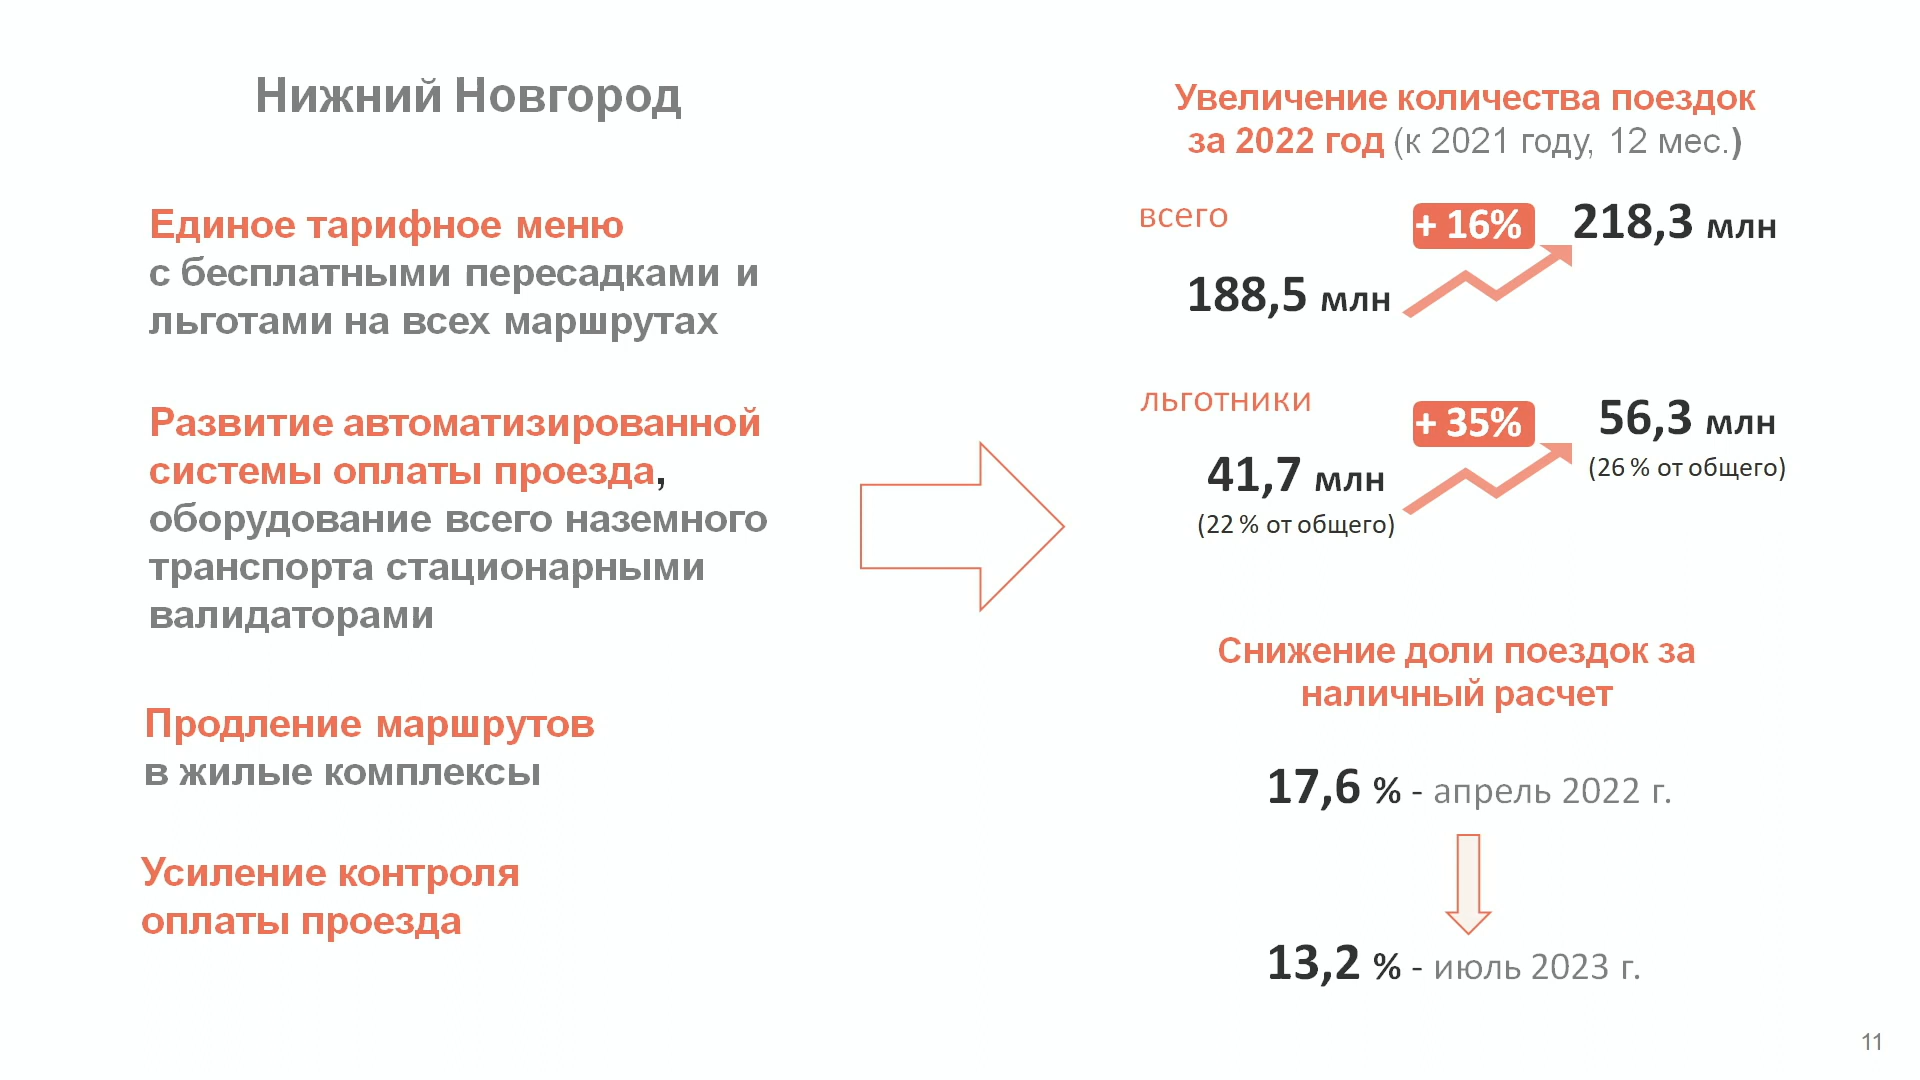 Нижний Новгород
Единое тарифное меню
с бесплатными пересадками и
льготами на всех маршрутах
Развитие автоматизированной
системы оплаты проезда,
оборудование всего наземного
транспорта стационарными
валидаторами
Продление маршрутов
в жилые комплексы
Усиление контроля
оплаты проезда
Увеличение количества поездок
за 2022 год (к 2021 году, 12 мес.)
всего
+ 16%
218,3 млн
188,5 млн
льготники
+ 35%
56,3 млн
(26 % от общего)
41,7 млн
(22 % от общего)
Снижение доли поездок за
наличный расчет
17,6 % - апрель 2022 г.
13,2 % - июль 2023 г.
11